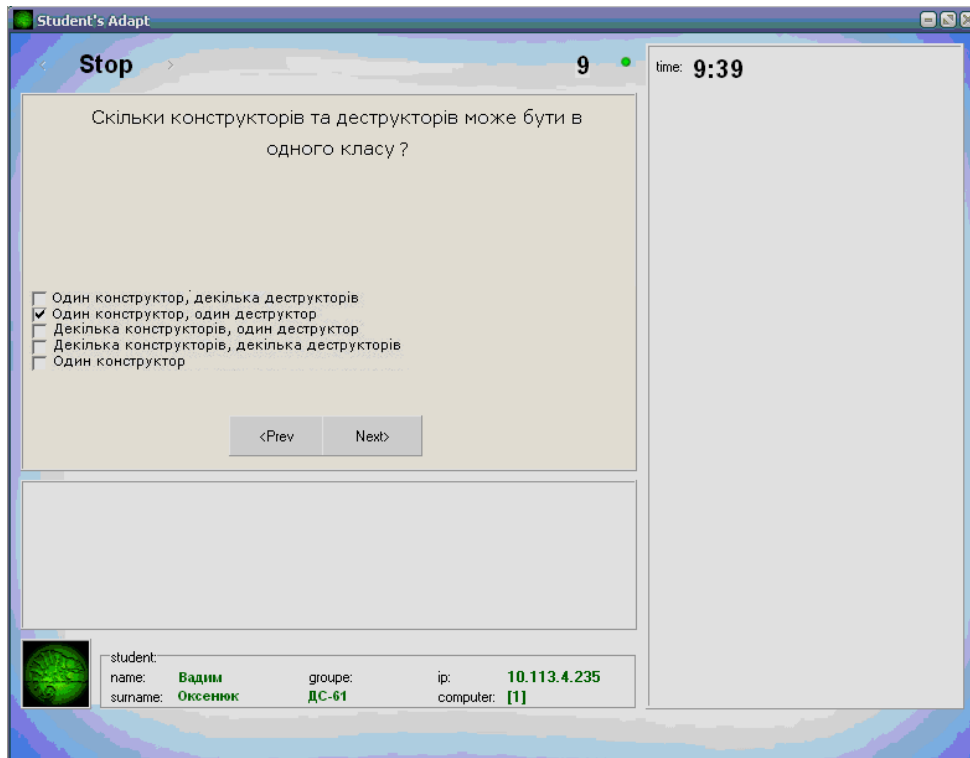 Student's Adapt
Stop
9
time: 9:39
Скільки конструкторів та деструкторів може бути в
одного класу ?
Один конструктор, декілька деструкторів
Один конструктор, один деструктор
Декілька конструкторів, один деструктор
Декілька конструкторів, декілька деструкторів
Один конструктор
<Prev Next>
student:
name: Вадим groupe: ip: 10.113.4.235
surname: Оксенюк ДС-61 computer: [1]